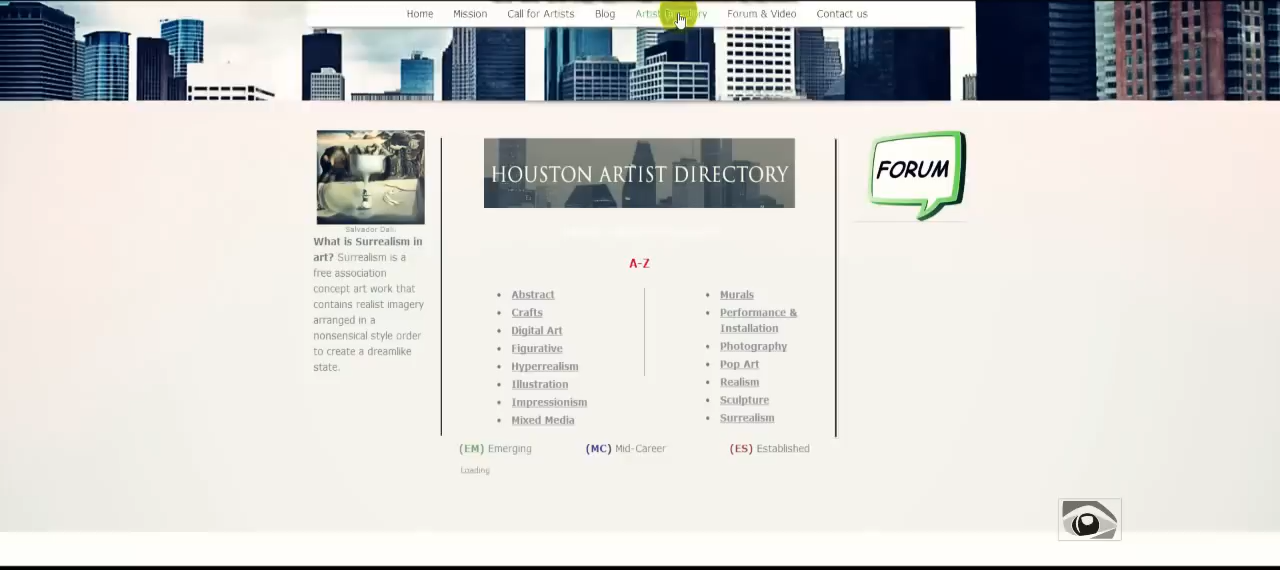 Home Mission Call for Artists Blog Artist Directory Forum & Video Contact us
HOUSTON ARTIST DIRECTORY
FORUM
Salvador Dali.
What is Surrealism in
art? Surrealism is a
free association
concept art work that
contains realist imagery
arranged in a
nonsensical style order
to create a dreamlike
state.
A-Z
Abstract
Crafts
Digital Art
Figurative
Hyperrealism
Illustration
Impressionism
Mixed Media
Murals
Performance &
Installation
Photography
Pop Art
Realism
Sculpture
Surrealism
(EM) Emerging (MC) Mid-Career (ES) Established
Loading